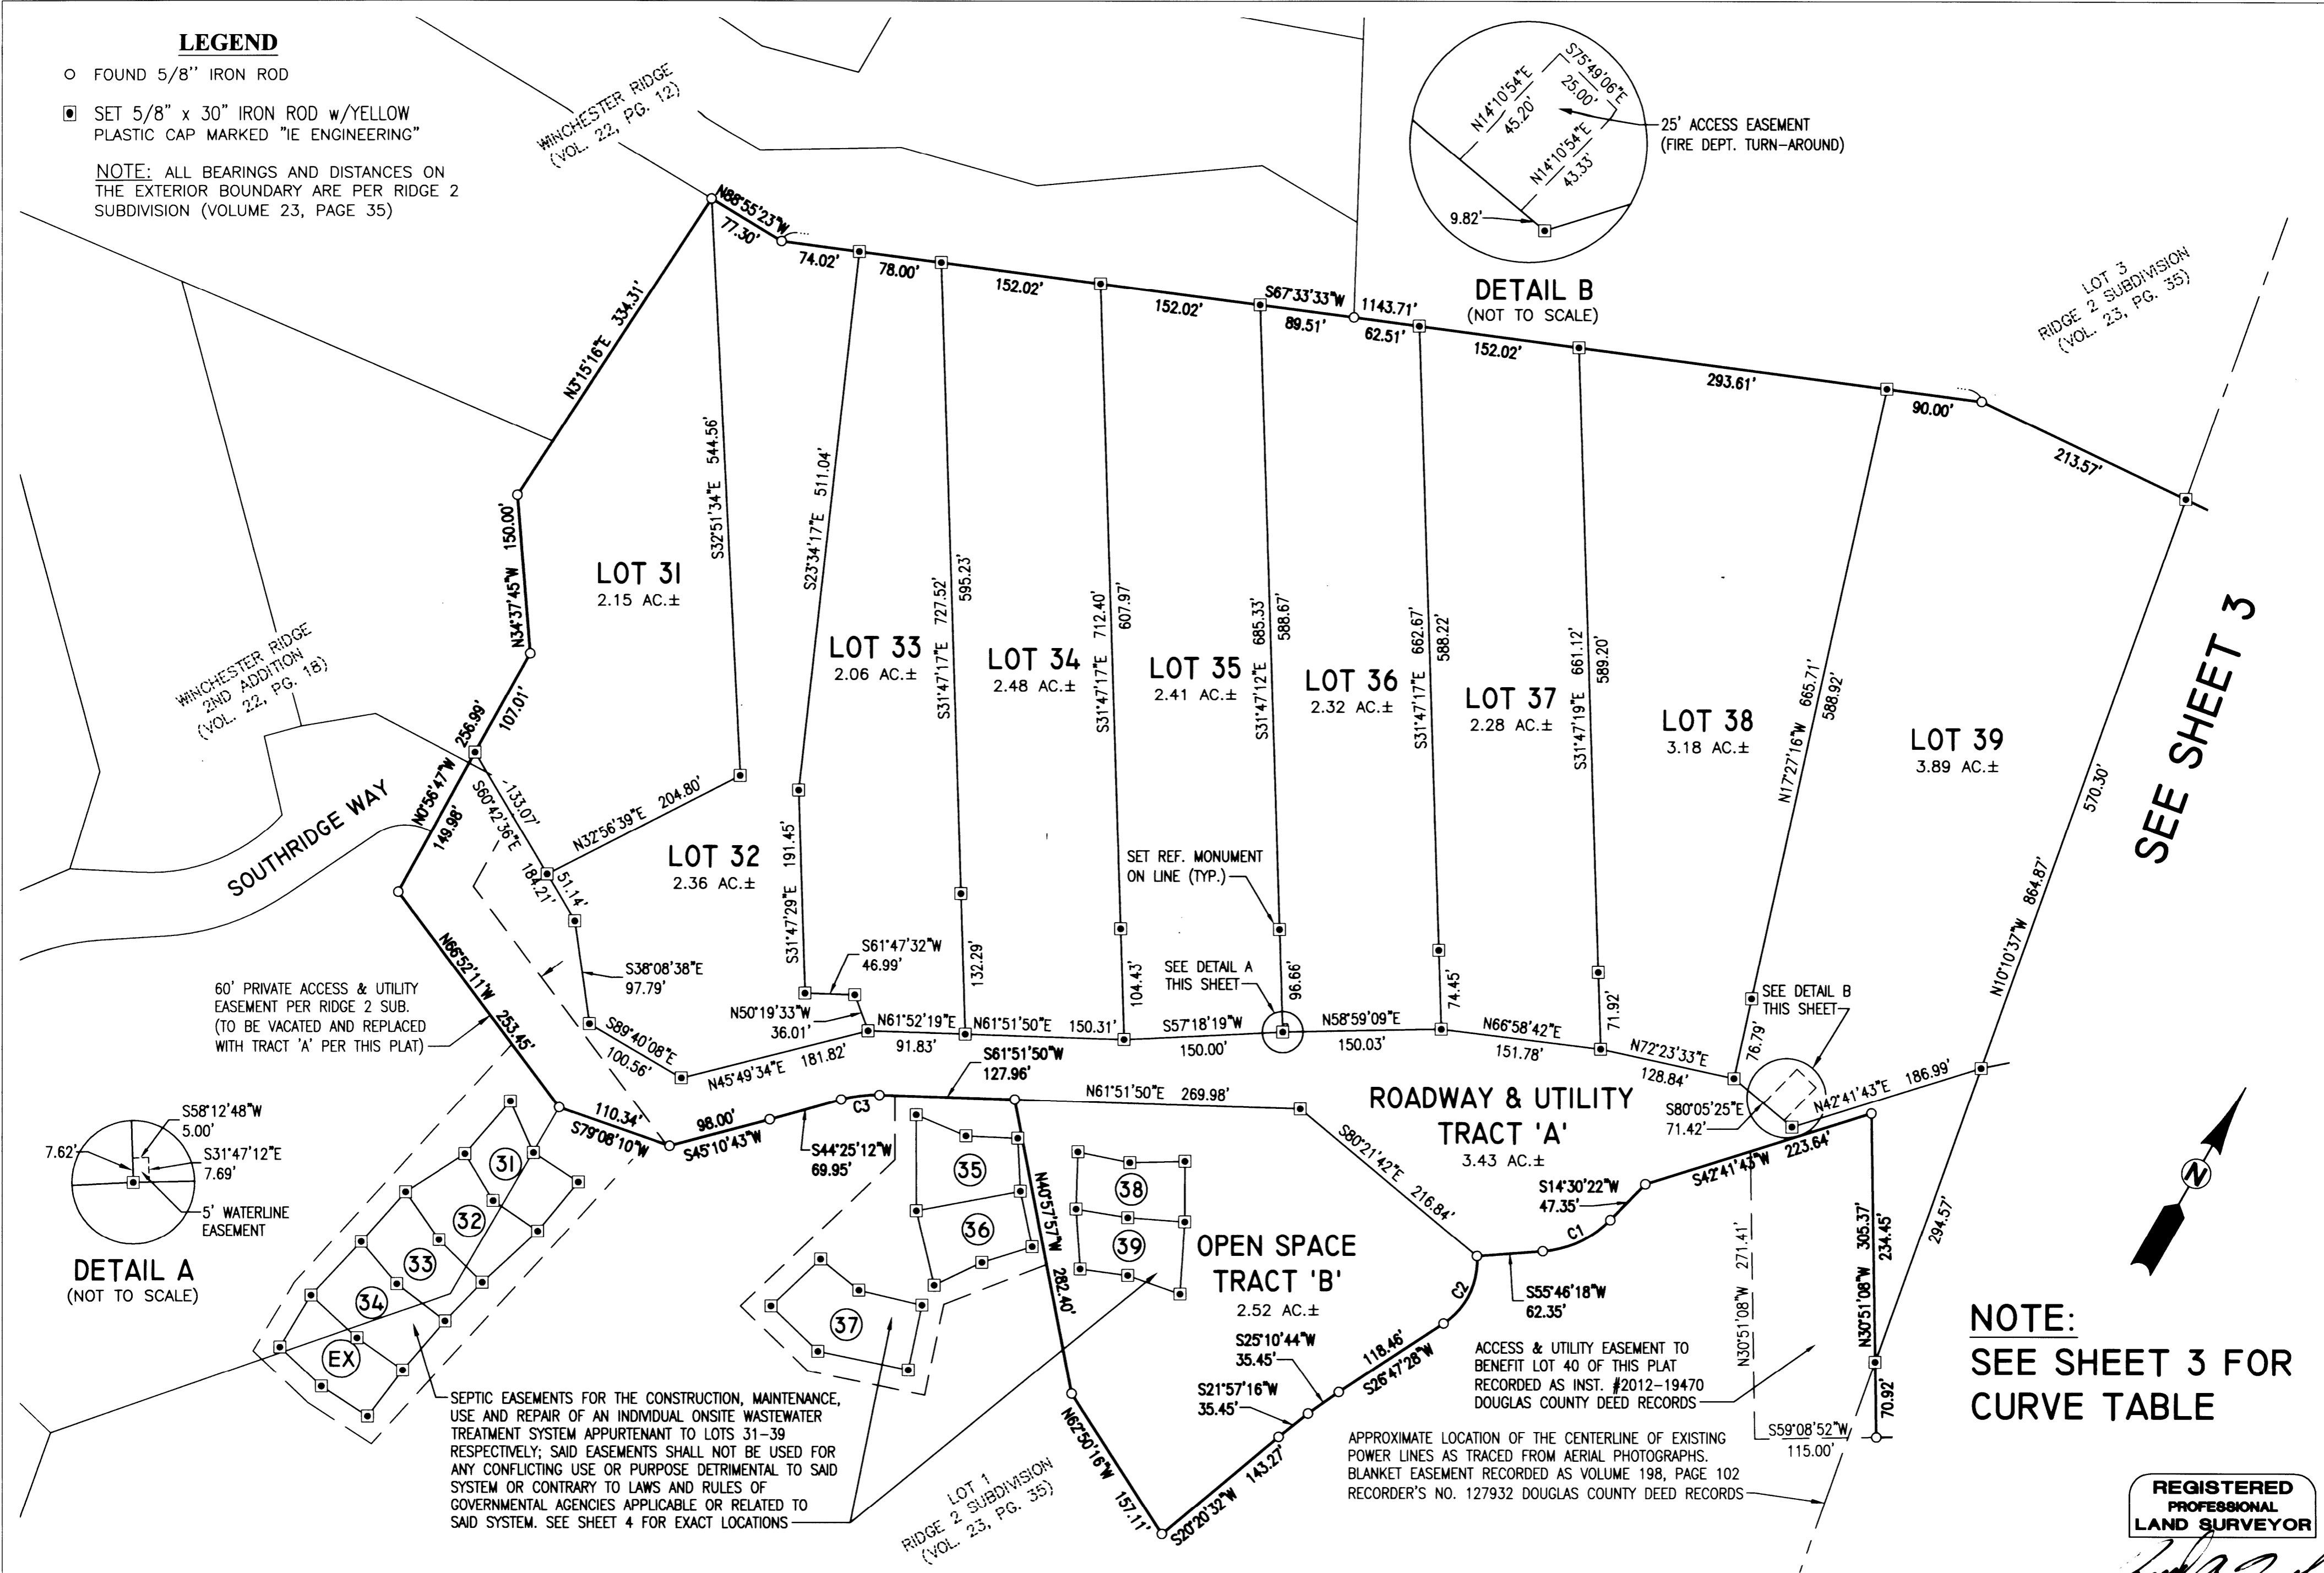 LEGEND
FOUND 5/8" IRON ROD
SET 5/8" x 30" IRON ROD w/YELLOW
PLASTIC CAP MARKED "IE ENGINEERING"
NOTE: ALL BEARINGS AND DISTANCES ON
THE EXTERIOR BOUNDARY ARE PER RIDGE 2
SUBDIVISION (VOLUME 23, PAGE 35)
WINCHESTER RIDGE
(VOL. 22, PG. 12)
S75°49'06"E
25.00'
N14°10'54"E
45.20'
N14°10'54"E
43.33'
9.82'
25' ACCESS EASEMENT
(FIRE DEPT. TURN-AROUND)
DETAIL B
(NOT TO SCALE)
LOT 3
RIDGE 2 SUBDIVISION
(VOL. 23, PG. 35)
N88°55'23"W
77.30'
74.02'
78.00'
152.02'
152.02'
S67°33'33"W 1143.71'
89.51'
62.51'
152.02'
293.61'
90.00'
213.57'
N3°15'16"E 334.31'
N34°37'45"W 150.00'
S32°51'34"E 544.56'
S23°34'17"E 511.04'
S31°47'17"E 727.52'
595.23'
S31°47'17"E 712.40'
607.97'
S31°47'12"E 685.33'
588.67'
S31°47'17"E 662.67'
588.22'
S31°47'19"E 661.12'
589.20'
N17°27'16"W 665.71'
588.92'
LOT 31
2.15 AC.±
LOT 33
2.06 AC.±
LOT 34
2.48 AC.±
LOT 35
2.41 AC.±
LOT 36
2.32 AC.±
LOT 37
2.28 AC.±
LOT 38
3.18 AC.±
LOT 39
3.89 AC.±
SEE SHEET 3
570.30'
N10°10'37"W 864.87'
WINCHESTER RIDGE
2ND ADDITION
(VOL. 22, PG. 18)
256.99'
107.01'
N0°56'47"W
149.98'
133.07'
S60°42'36"E
184.21'
51.14'
N32°56'39"E 204.80'
LOT 32
2.36 AC.±
S31°47'29"E 191.45'
SOUTHRIDGE WAY
SET REF. MONUMENT
ON LINE (TYP.)
SEE DETAIL A
THIS SHEET
SEE DETAIL B
THIS SHEET
60' PRIVATE ACCESS & UTILITY
EASEMENT PER RIDGE 2 SUB.
(TO BE VACATED AND REPLACED
WITH TRACT 'A' PER THIS PLAT)
N66°52'11"W 253.45'
S38°08'38"E
97.79'
S61°47'32"W
46.99'
N50°19'33"W
36.01'
132.29'
104.43'
96.66'
74.45'
71.92'
76.79'
S89°40'08"E
100.56'
N45°49'34"E 181.82'
N61°52'19"E
91.83'
N61°51'50"E 150.31'
S57°18'19"W
150.00'
N58°59'09"E
150.03'
N66°58'42"E
151.78'
N72°23'33"E
128.84'
S80°05'25"E
71.42'
N42°41'43"E 186.99'
S61°51'50"W
127.96'
N61°51'50"E 269.98'
ROADWAY & UTILITY
TRACT 'A'
3.43 AC.±
S42°41'43"W 223.64'
110.34'
S79°08'10"W
98.00'
S45°10'43"W
C3
S44°25'12"W
69.95'
S80°21'42"E 216.84'
S14°30'22"W
47.35'
C1
C2
S55°46'18"W
62.35'
N40°57'57"W 282.40'
OPEN SPACE
TRACT 'B'
2.52 AC.±
S58°12'48"W
5.00'
S31°47'12"E
7.69'
7.62'
5' WATERLINE
EASEMENT
DETAIL A
(NOT TO SCALE)
31
32
33
34
EX
35
36
37
38
39
N30°51'08"W 271.41'
N30°51'08"W 305.37'
234.45'
294.57'
70.92'
S59°08'52"W
115.00'
N
118.46'
S26°47'28"W
S25°10'44"W
35.45'
S21°57'16"W
35.45'
143.27'
S20°20'32"W
N62°50'16"W 157.11'
ACCESS & UTILITY EASEMENT TO
BENEFIT LOT 40 OF THIS PLAT
RECORDED AS INST. #2012-19470
DOUGLAS COUNTY DEED RECORDS
APPROXIMATE LOCATION OF THE CENTERLINE OF EXISTING
POWER LINES AS TRACED FROM AERIAL PHOTOGRAPHS.
BLANKET EASEMENT RECORDED AS VOLUME 198, PAGE 102
RECORDER'S NO. 127932 DOUGLAS COUNTY DEED RECORDS
SEPTIC EASEMENTS FOR THE CONSTRUCTION, MAINTENANCE,
USE AND REPAIR OF AN INDIVIDUAL ONSITE WASTEWATER
TREATMENT SYSTEM APPURTENANT TO LOTS 31-39
RESPECTIVELY; SAID EASEMENTS SHALL NOT BE USED FOR
ANY CONFLICTING USE OR PURPOSE DETRIMENTAL TO SAID
SYSTEM OR CONTRARY TO LAWS AND RULES OF
GOVERNMENTAL AGENCIES APPLICABLE OR RELATED TO
SAID SYSTEM. SEE SHEET 4 FOR EXACT LOCATIONS
LOT 1
RIDGE 2 SUBDIVISION
(VOL. 23, PG. 35)
NOTE:
SEE SHEET 3 FOR
CURVE TABLE
REGISTERED
PROFESSIONAL
LAND SURVEYOR